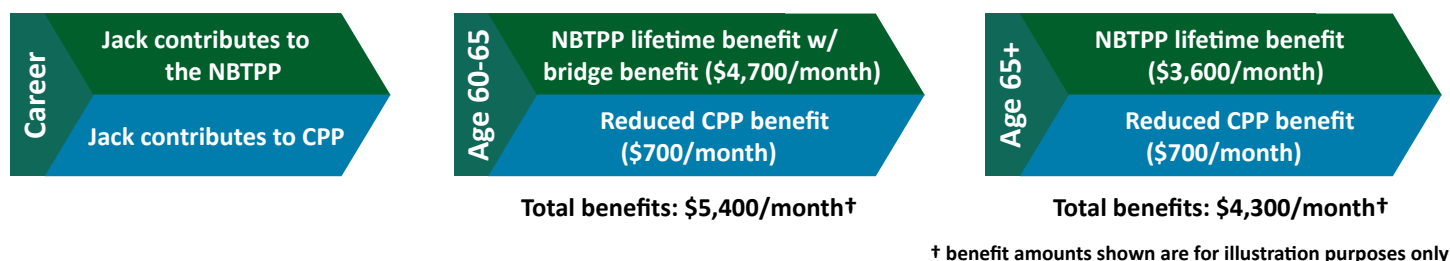 Career
Jack contributes to
the NBTPP
Jack contributes to CPP
Age 60-65
NBTPP lifetime benefit w/
bridge benefit ($4,700/month)
Reduced CPP benefit
($700/month)
Total benefits: $5,400/month†
Age 65+
NBTPP lifetime benefit
($3,600/month)
Reduced CPP benefit
($700/month)
Total benefits: $4,300/month†
† benefit amounts shown are for illustration purposes only